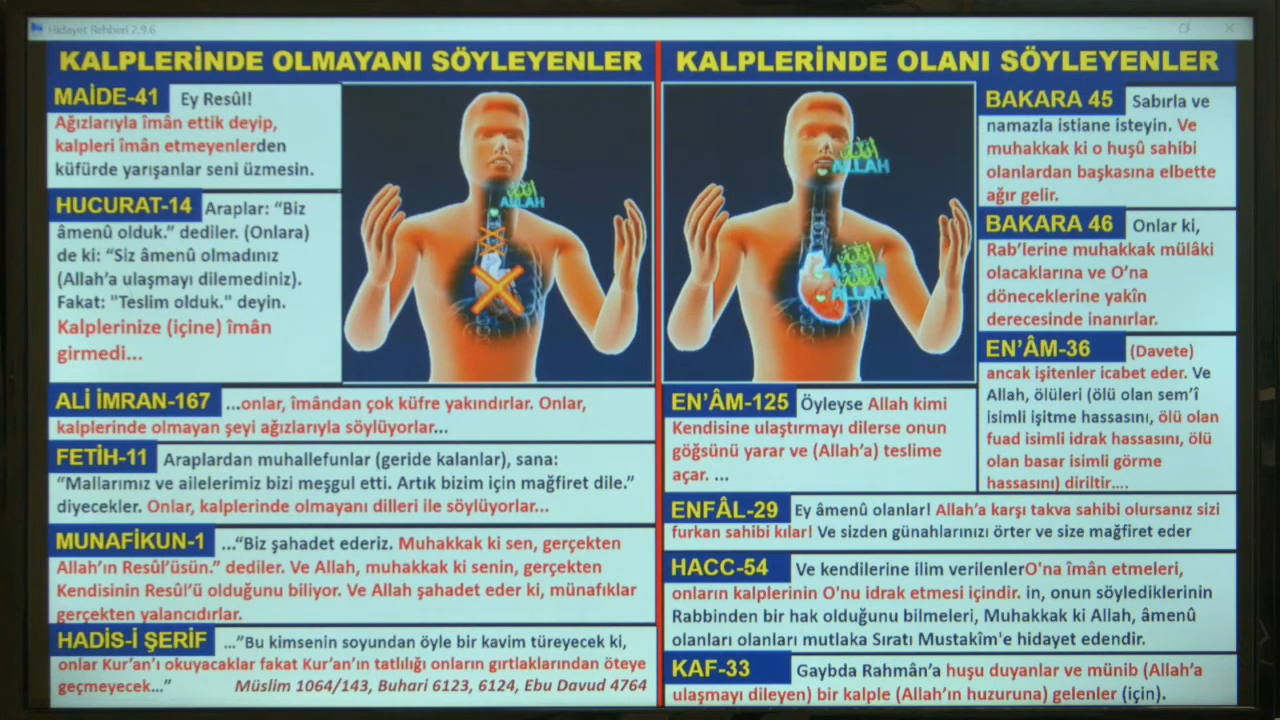 Hidayet Rehberi 2.9.6
KALPLERİNDE OLMAYANI SÖYLEYENLER
MAİDE-41 Ey Resûl!
Ağızlarıyla îmân ettik deyip,
kalpleri îmân etmeyenlerden
küfürde yarışanlar seni üzmesin.
HUCURAT-14 Araplar: “Biz
âmenû olduk.” dediler. (Onlara)
de ki: “Siz âmenû olmadınız
(Allah’a ulaşmayı dilemediniz).
Fakat: "Teslim olduk." deyin.
Kalplerinize (içine) îmân
girmedi...
الله
ALLAH
ALİ İMRAN-167 ...onlar, îmândan çok küfre yakındırlar. Onlar,
kalplerinde olmayan şeyi ağızlarıyla söylüyorlar...
FETİH-11 Araplardan muhallefunlar (geride kalanlar), sana:
“Mallarımız ve ailelerimiz bizi meşgul etti. Artık bizim için mağfiret dile.”
diyecekler. Onlar, kalplerinde olmayanı dilleri ile söylüyorlar...
MUNAFİKUN-1 ...“Biz şahadet ederiz. Muhakkak ki sen, gerçekten
Allah’ın Resûl’üsün.” dediler. Ve Allah, muhakkak ki senin, gerçekten
Kendisinin Resûl’ü olduğunu biliyor. Ve Allah şahadet eder ki, münafıklar
gerçekten yalancıdırlar.
HADİS-İ ŞERİF ...”Bu kimsenin soyundan öyle bir kavim türeyecek ki,
onlar Kur’an’ı okuyacaklar fakat Kur’an’ın tatlılığı onların gırtlaklarından öteye
geçmeyecek...” Müslim 1064/143, Buhari 6123, 6124, Ebu Davud 4764
KALPLERİNDE OLANI SÖYLEYENLER
الله
ALLAH
الله
ALLAH
ALLAH
BAKARA 45 Sabırla ve
namazla istiane isteyin. Ve
muhakkak ki o huşû sahibi
olanlardan başkasına elbette
ağır gelir.
BAKARA 46 Onlar ki,
Rab’lerine muhakkak mülâki
olacaklarına ve O’na
döneceklerine yakîn
derecesinde inanırlar.
EN’ÂM-36 (Davete)
ancak işitenler icabet eder. Ve
Allah, ölüleri (ölü olan sem’î
isimli işitme hassasını, ölü olan
fuad isimli idrak hassasını, ölü
olan basar isimli görme
hassasını) diriltir....
EN’ÂM-125 Öyleyse Allah kimi
Kendisine ulaştırmayı dilerse onun
göğsünü yarar ve (Allah’a) teslime
açar. ...
ENFÂL-29 Ey âmenû olanlar! Allah’a karşı takva sahibi olursanız sizi
furkan sahibi kılar! Ve sizden günahlarınızı örter ve size mağfiret eder
HACC-54 Ve kendilerine ilim verilenlerO'na îmân etmeleri,
onların kalplerinin O'nu idrak etmesi içindir. in, onun söylediklerinin
Rabbinden bir hak olduğunu bilmeleri, Muhakkak ki Allah, âmenû
olanları olanları mutlaka Sıratı Mustakîm'e hidayet edendir.
KAF-33 Gaybda Rahmân’a huşu duyanlar ve münib (Allah’a
ulaşmayı dileyen) bir kalple (Allah’ın huzuruna) gelenler (için).